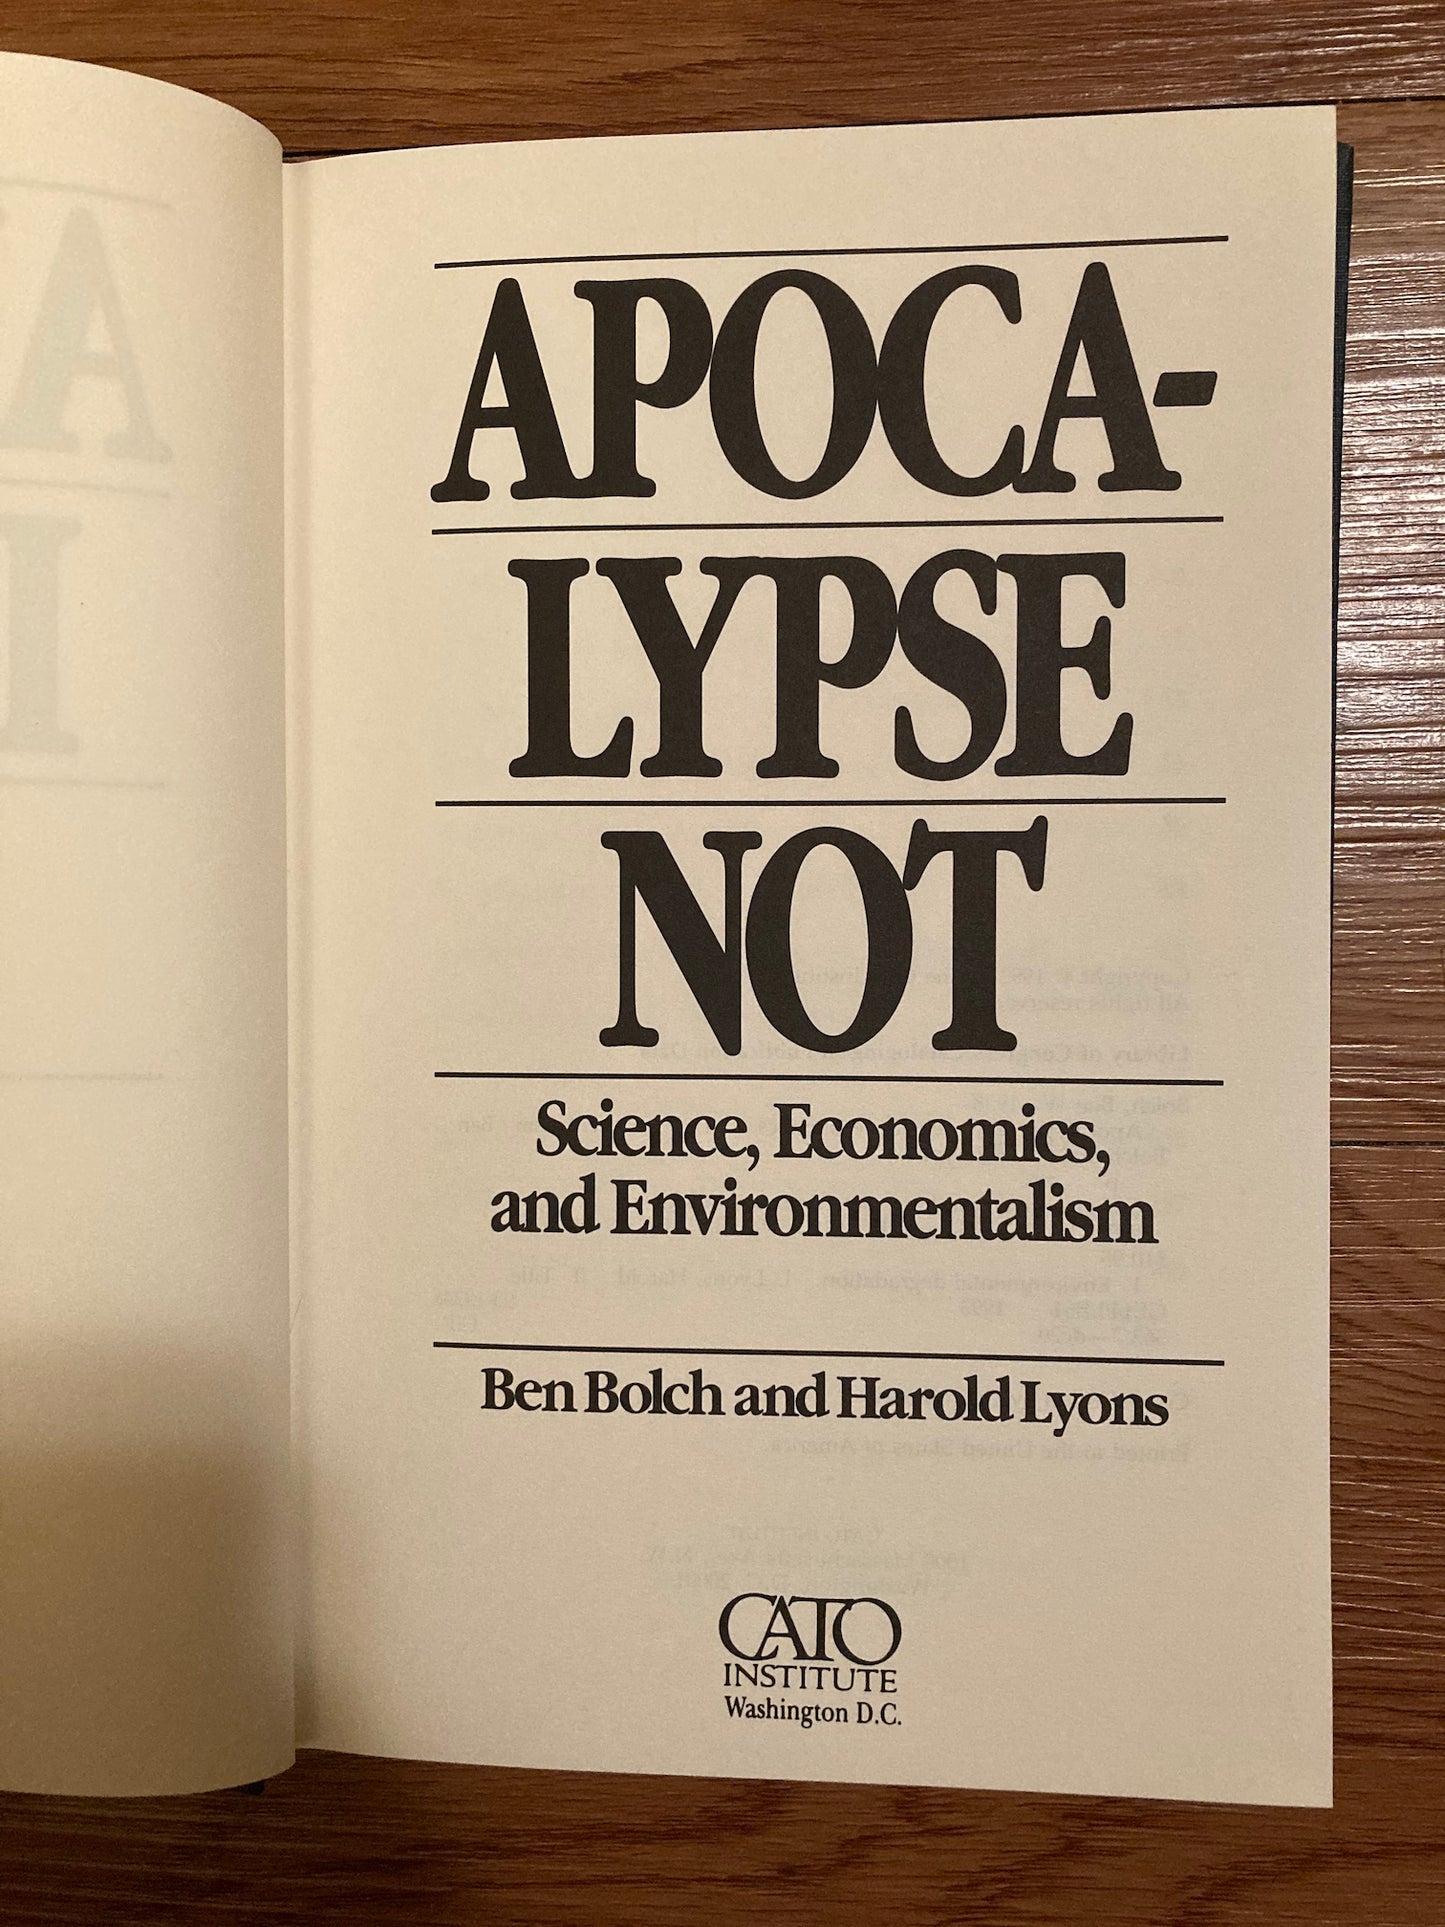 APOCA-
LYPSE
NOT
Science, Economics,
and Environmentalism
Ben Bolch and Harold Lyons
CATO
INSTITUTE
Washington D.C.